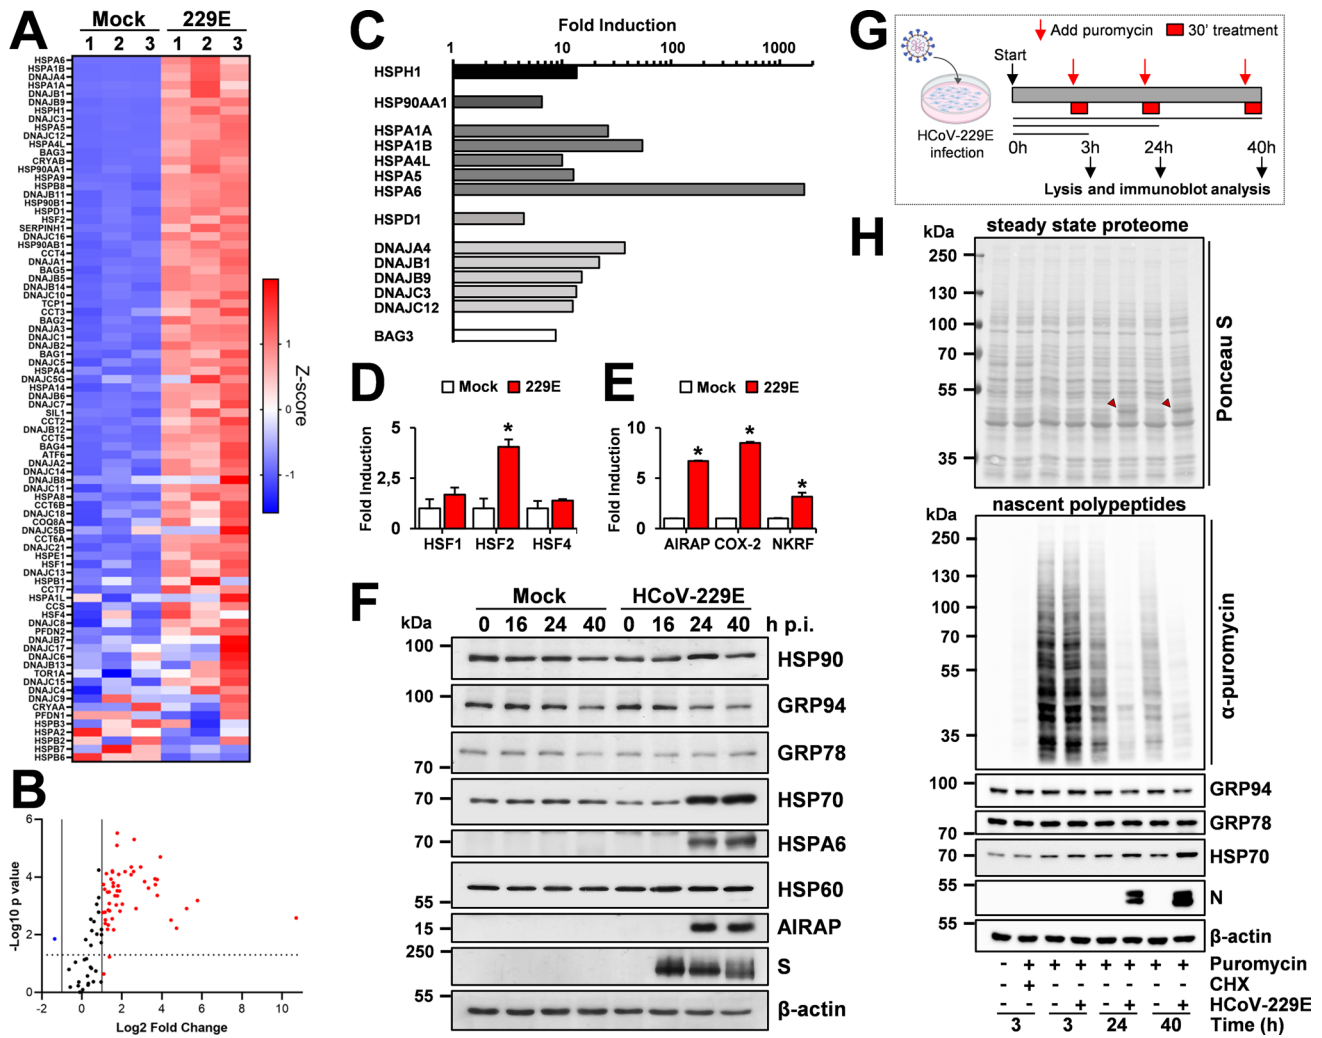 A
Mock
229E
1 2 3 1 2 3
HSPA6
HSPA1B
DNAJA4
HSPA1A
DNAJB1
DNAJB9
HSPH1
DNAJC3
HSPA5
DNAJC12
HSPA4L
BAG3
CRYAB
HSP90AA1
HSPA9
HSPB8
DNAJB11
HSP90B1
HSPD1
HSF2
SERPINH1
DNAJC16
HSP90AB1
CCT4
DNAJA1
BAG5
DNAJB5
DNAJB14
DNAJC10
TCP1
CCT3
BAG2
DNAJA3
DNAJC1
DNAJB2
BAG1
DNAJC5
HSPA4
DNAJC5G
HSPA14
DNAJB6
DNAJC7
SIL1
CCT2
DNAJB12
CCT5
BAG4
ATF6
DNAJA2
DNAJC14
DNAJB8
DNAJC11
HSPA8
CCT6B
DNAJC18
COQ8A
DNAJC5B
CCT6A
DNAJC21
HSPE1
HSF1
DNAJC13
HSPB1
CCT7
HSPA1L
CCS
HSF4
DNAJC8
PFDN2
DNAJB7
DNAJC17
DNAJC6
DNAJB13
TOR1A
DNAJC15
DNAJC4
DNAJC9
CRYAA
PFDN1
HSPB3
HSPA2
HSPB2
HSPB7
HSPB6
1
0
-1
Z-score
B
-Log10 p value
6
4
2
0
-2 0 2 4 6 8 10
Log2 Fold Change
C
Fold Induction
1 10 100 1000
HSPH1
HSP90AA1
HSPA1A
HSPA1B
HSPA4L
HSPA5
HSPA6
HSPD1
DNAJA4
DNAJB1
DNAJB9
DNAJC3
DNAJC12
BAG3
D
Mock 229E
Fold Induction
5
2.5
0
*
HSF1 HSF2 HSF4
E
Mock 229E
Fold Induction
10
5
0
* * *
AIRAP COX-2 NKRF
F
Mock HCoV-229E
kDa 0 16 24 40 0 16 24 40 h p.i.
100 HSP90
100 GRP94
70 GRP78
70 HSP70
70 HSPA6
55 HSP60
15 AIRAP
250 S
55 β-actin
G
Add puromycin 30' treatment
Start
HCoV-229E
infection
0h 3h 24h 40h
Lysis and immunoblot analysis
H
steady state proteome
kDa
250
130
100
70
55
35
Ponceau S
nascent polypeptides
kDa
250
130
100
70
55
35
α-puromycin
100 GRP94
70 GRP78
70 HSP70
55 N
55 β-actin
- + + + + + + + Puromycin
+ CHX
+ + + HCoV-229E
3 3 24 40 Time (h)